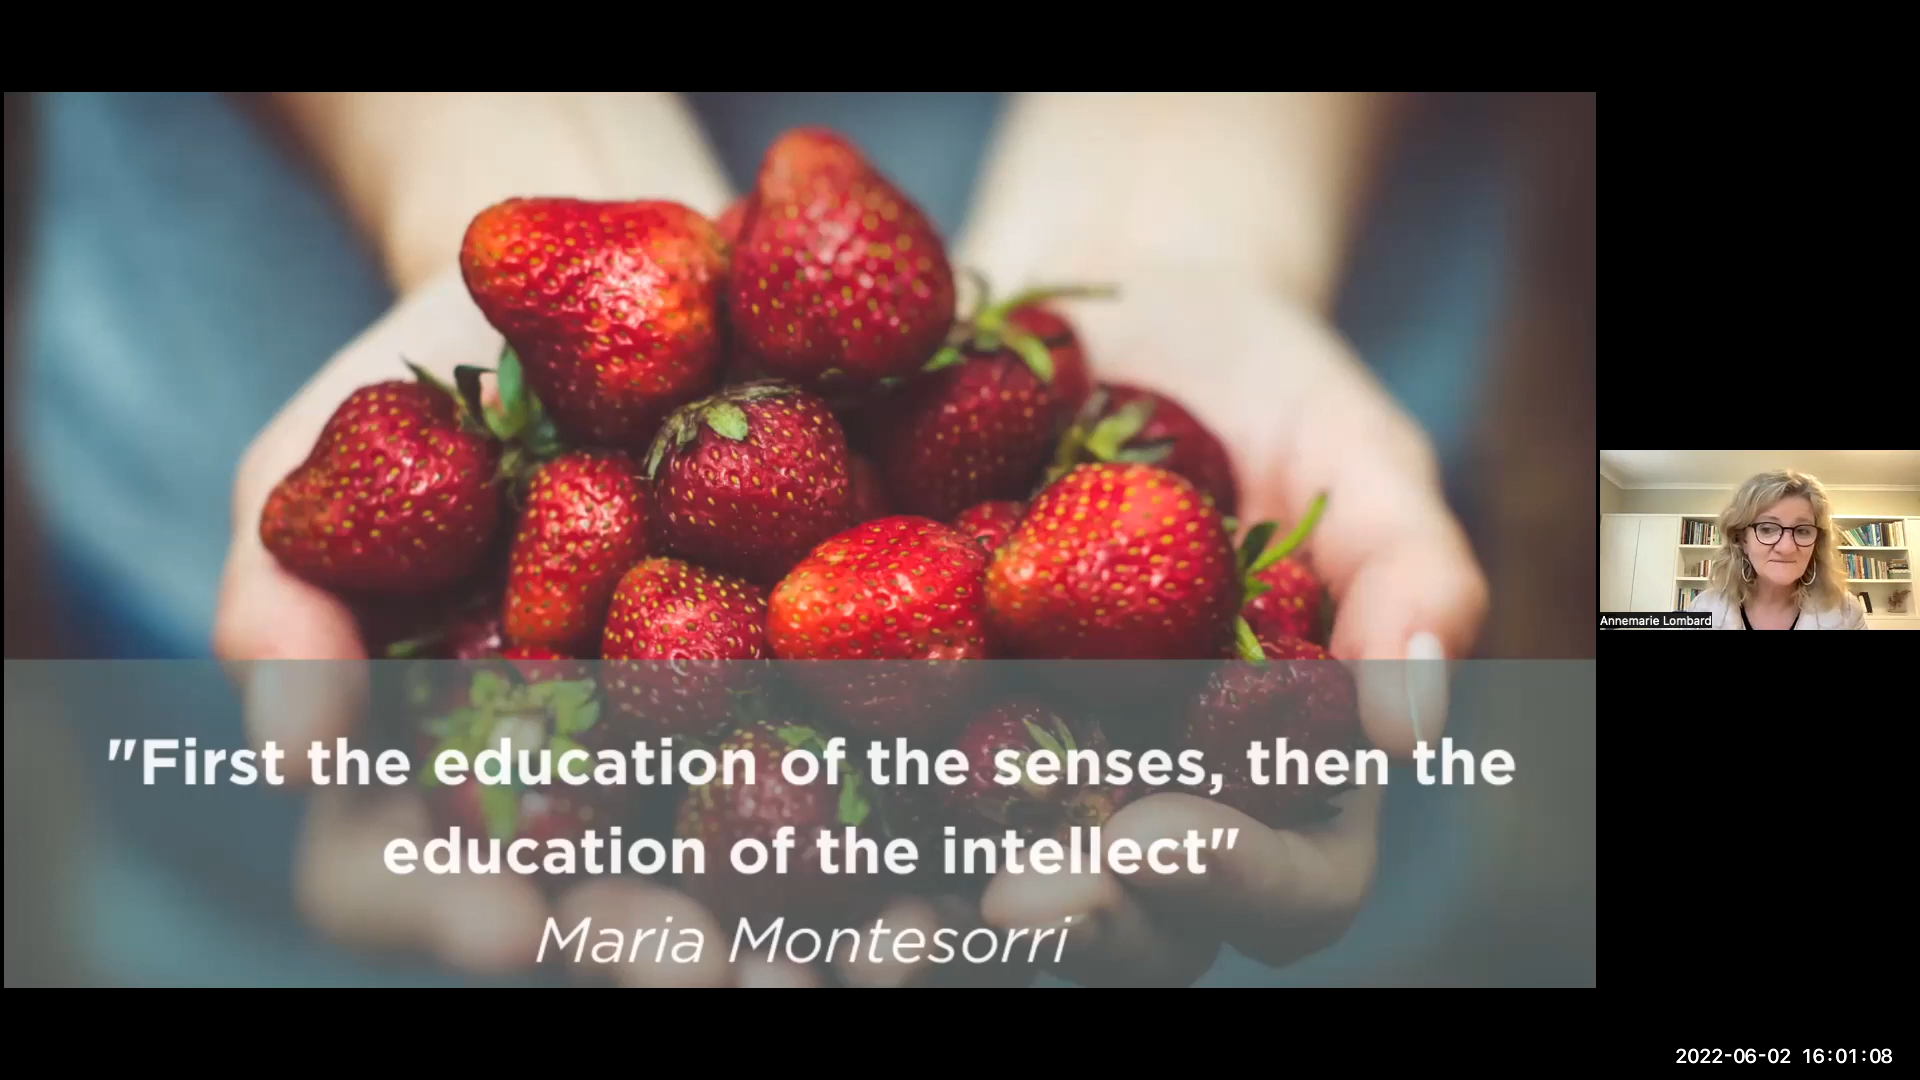 "First the education of the senses, then the
education of the intellect"
Maria Montesorri
Annemarie Lombard
2022-06-02 16:01:08